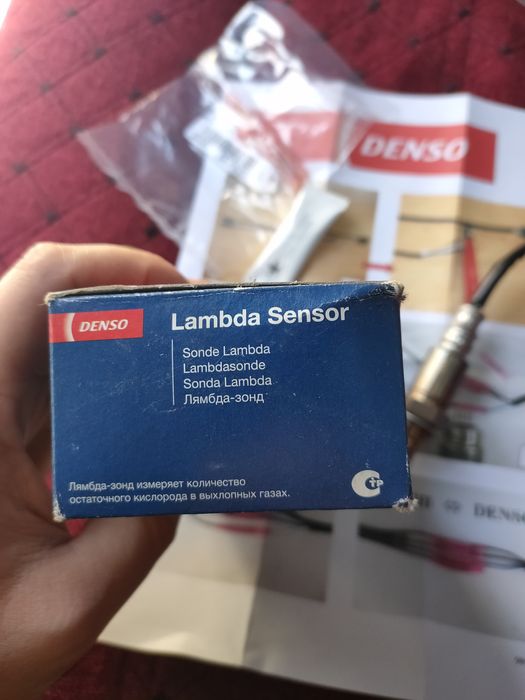 DENSO
DENSO
Lambda Sensor
Sonde Lambda
Lambdasonde
Sonda Lambda
Лямбда-зонд
Лямбда-зонд измеряет количество
остаточного кислорода в выхлопных газах.
DENSO